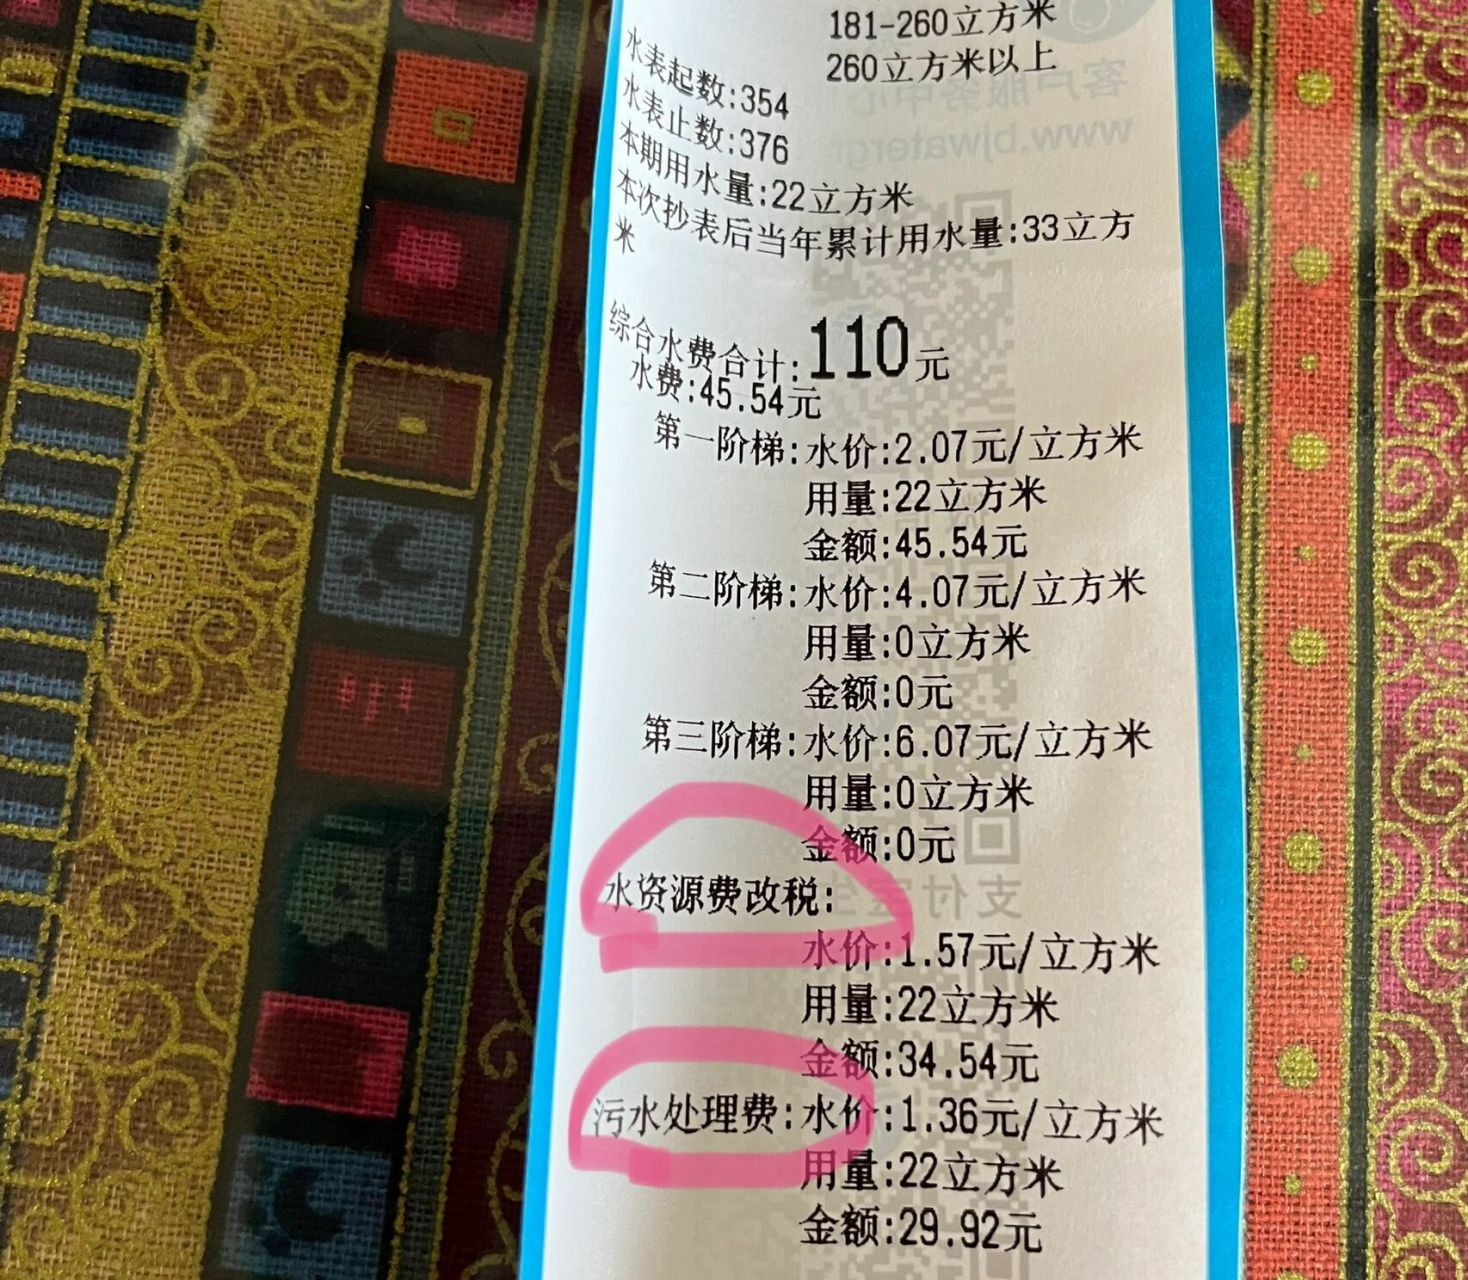 181-260立方米
260立方米以上
水表起数:354
水表止数:376
本期用水量:22立方米
本次抄表后当年累计用水量:33立方
米
综合水费合计:110元
水费:45.54元
第一阶梯:水价:2.07元/立方米
用量:22立方米
金额:45.54元
第二阶梯:水价:4.07元/立方米
用量:0立方米
金额:0元
第三阶梯:水价:6.07元/立方米
用量:0立方米
金额:0元
水资源费改税:
水价:1.57元/立方米
用量:22立方米
金额:34.54元
污水处理费:水价:1.36元/立方米
用量:22立方米
金额:29.92元